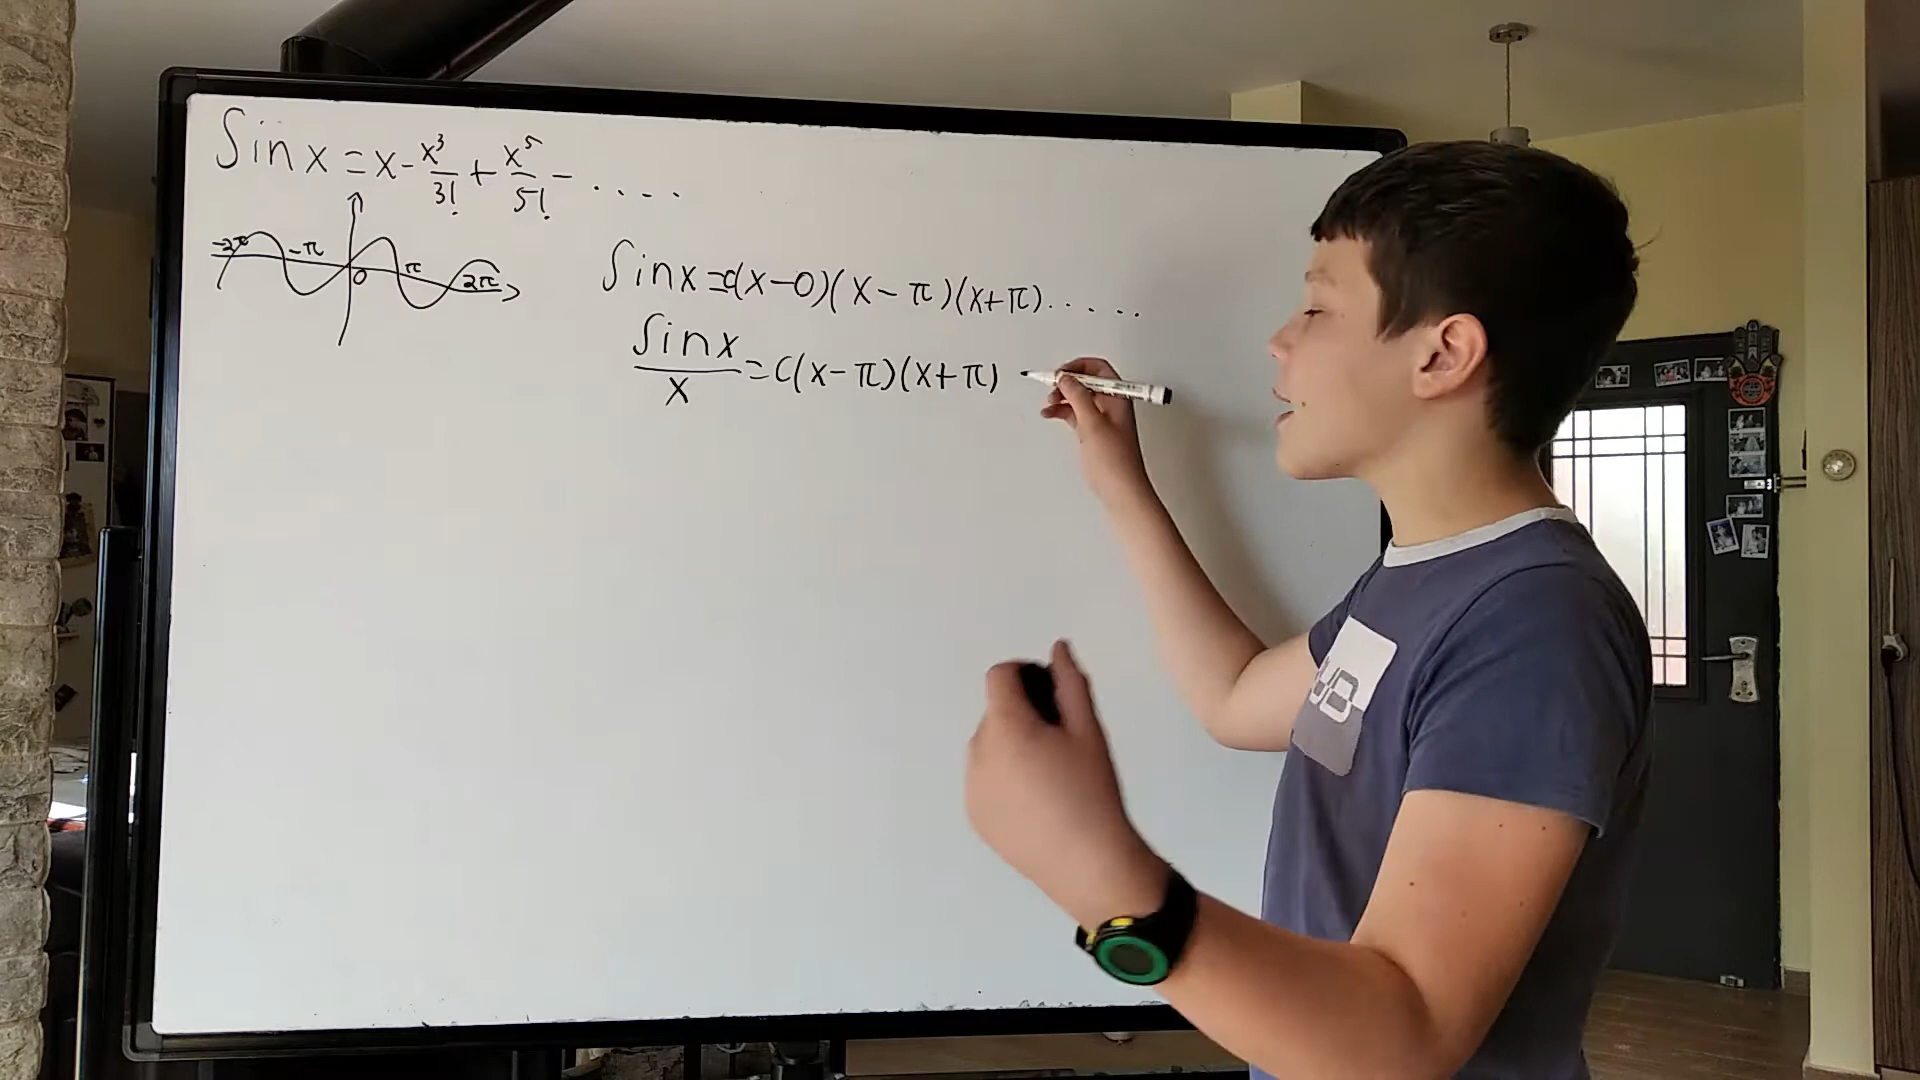 Sin x = x - x³/3! + x⁵/5! - ....
-2π -π 0 π 2π
Sin x = c(x-0)(x-π)(x+π).....
Sin x/x = C(x-π)(x+π)